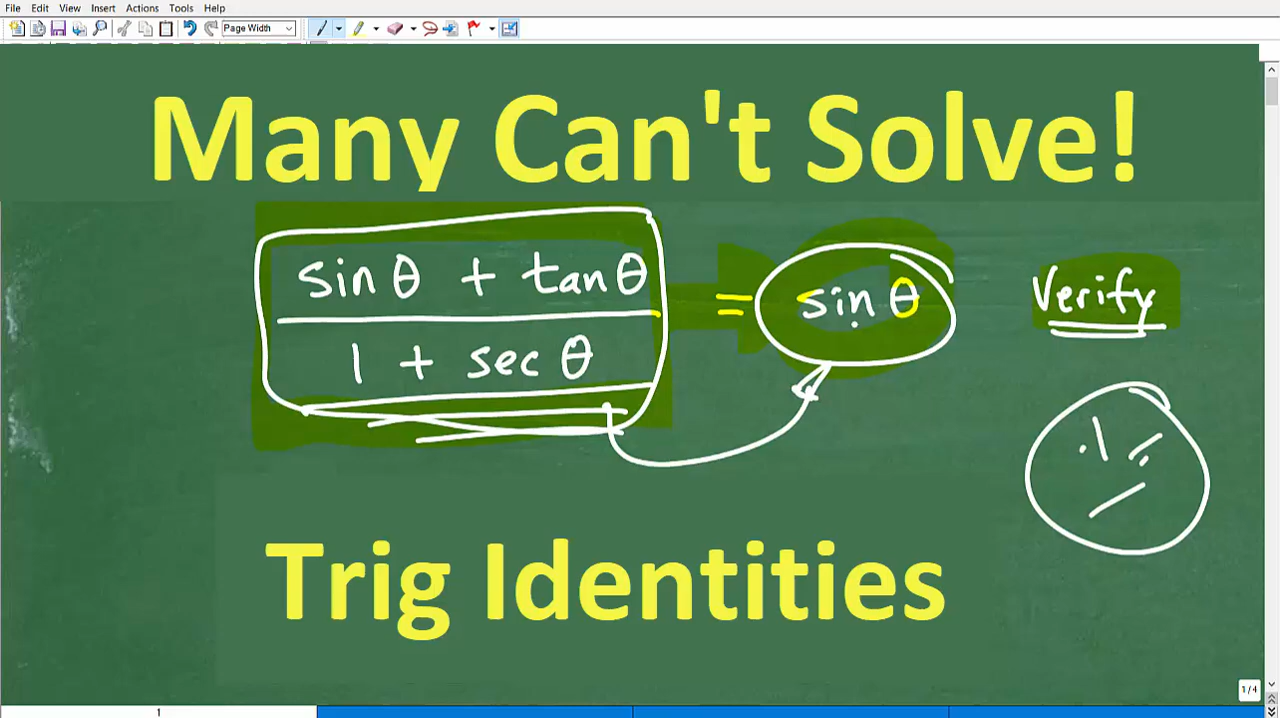 File Edit View Insert Actions Tools Help
Page Width
Many Can't Solve!
sin θ + tan θ
1 + sec θ
= sin θ
Verify
Trig Identities
1/4
1